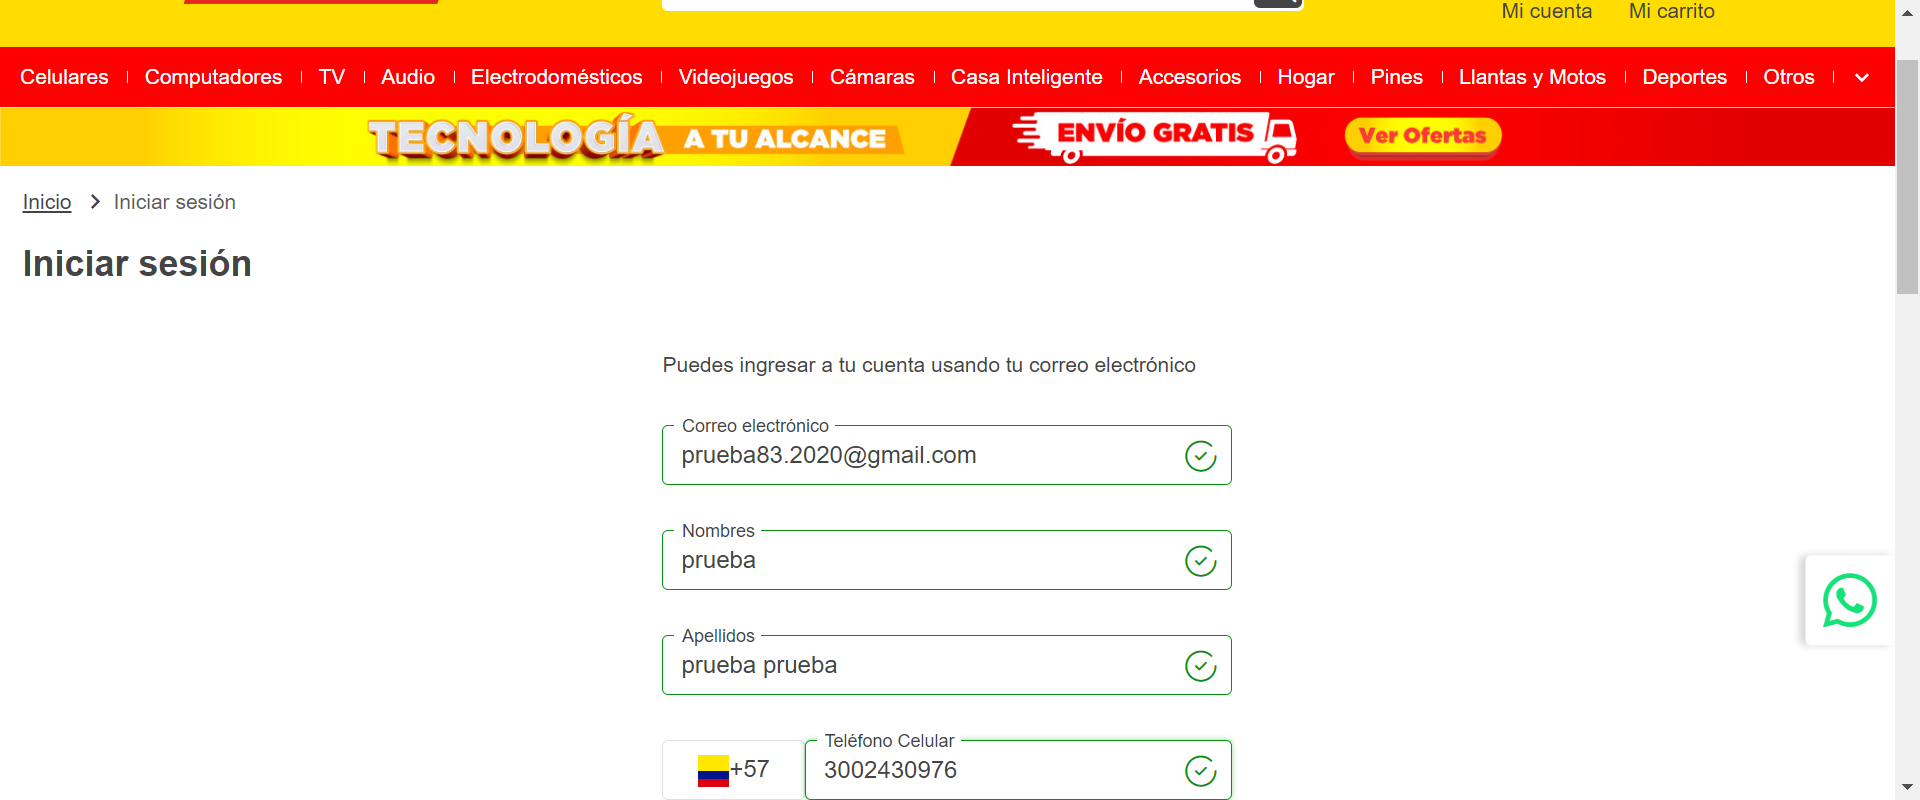 Mi cuenta Mi carrito
Celulares Computadores TV Audio Electrodomésticos Videojuegos Cámaras Casa Inteligente Accesorios Hogar Pines Llantas y Motos Deportes Otros
TECNOLOGÍA A TU ALCANCE ENVÍO GRATIS Ver Ofertas
Inicio Iniciar sesión
Iniciar sesión
Puedes ingresar a tu cuenta usando tu correo electrónico
Correo electrónico
prueba83.2020@gmail.com
Nombres
prueba
Apellidos
prueba prueba
Teléfono Celular
+57 3002430976